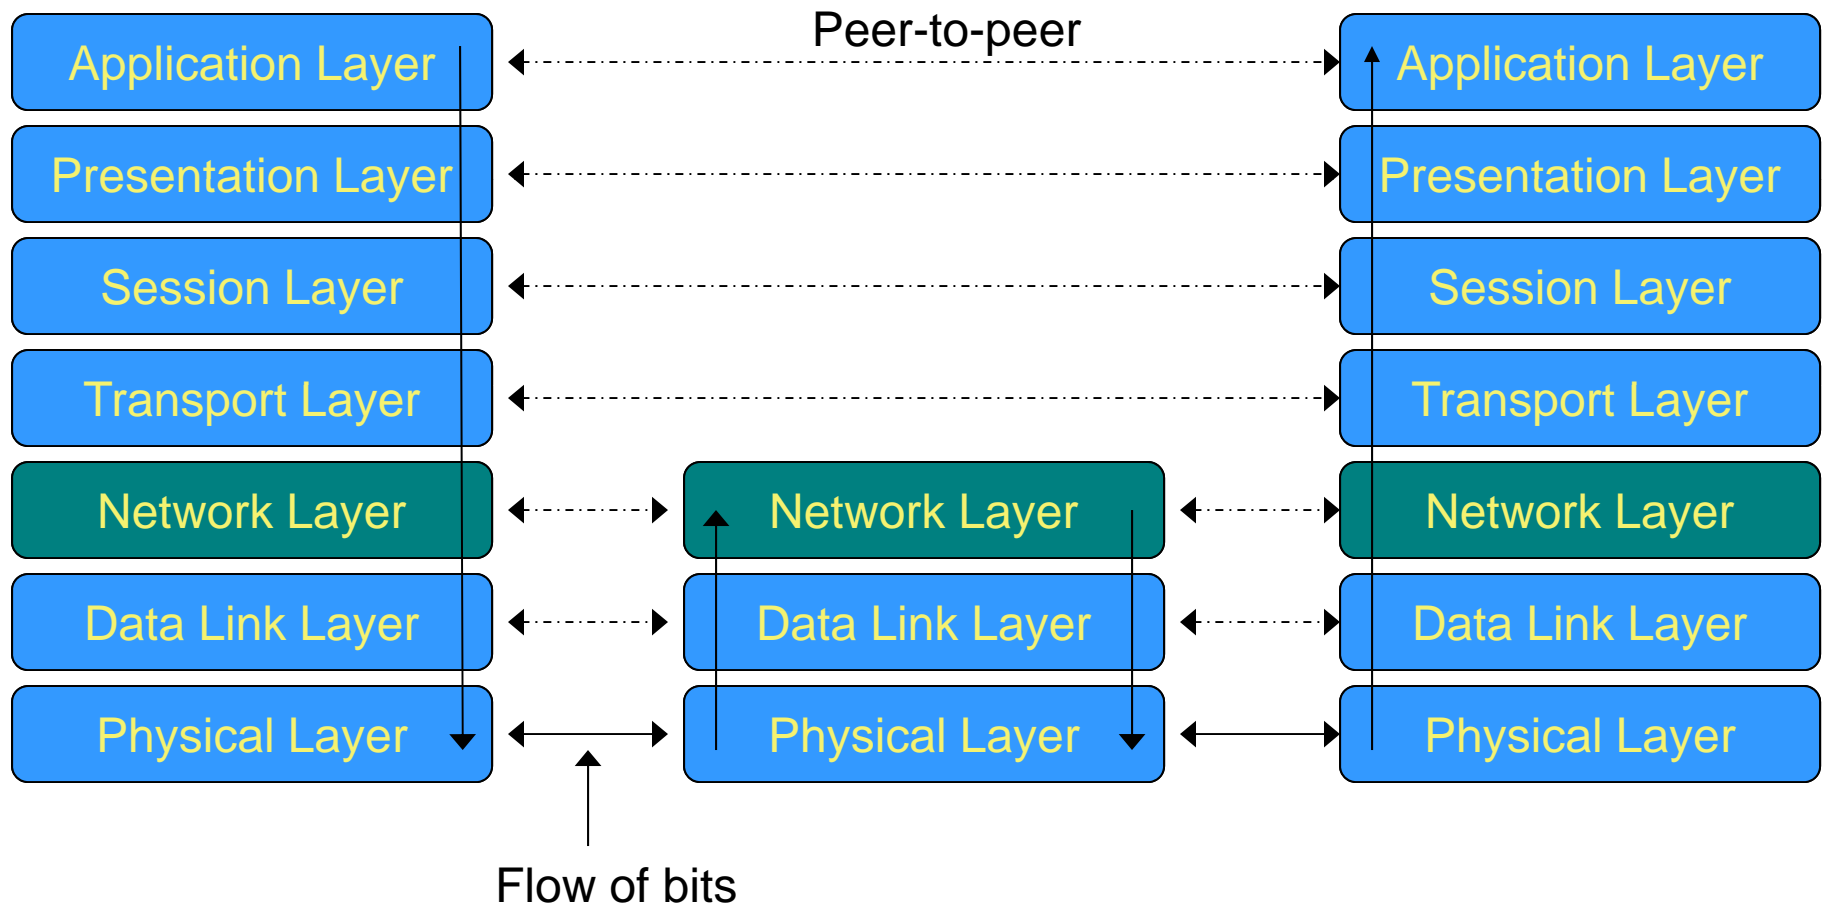 Peer-to-peer
Application Layer
Application Layer
Presentation Layer
Presentation Layer
Session Layer
Session Layer
Transport Layer
Transport Layer
Network Layer
Network Layer
Network Layer
Data Link Layer
Data Link Layer
Data Link Layer
Physical Layer
Physical Layer
Physical Layer
Flow of bits